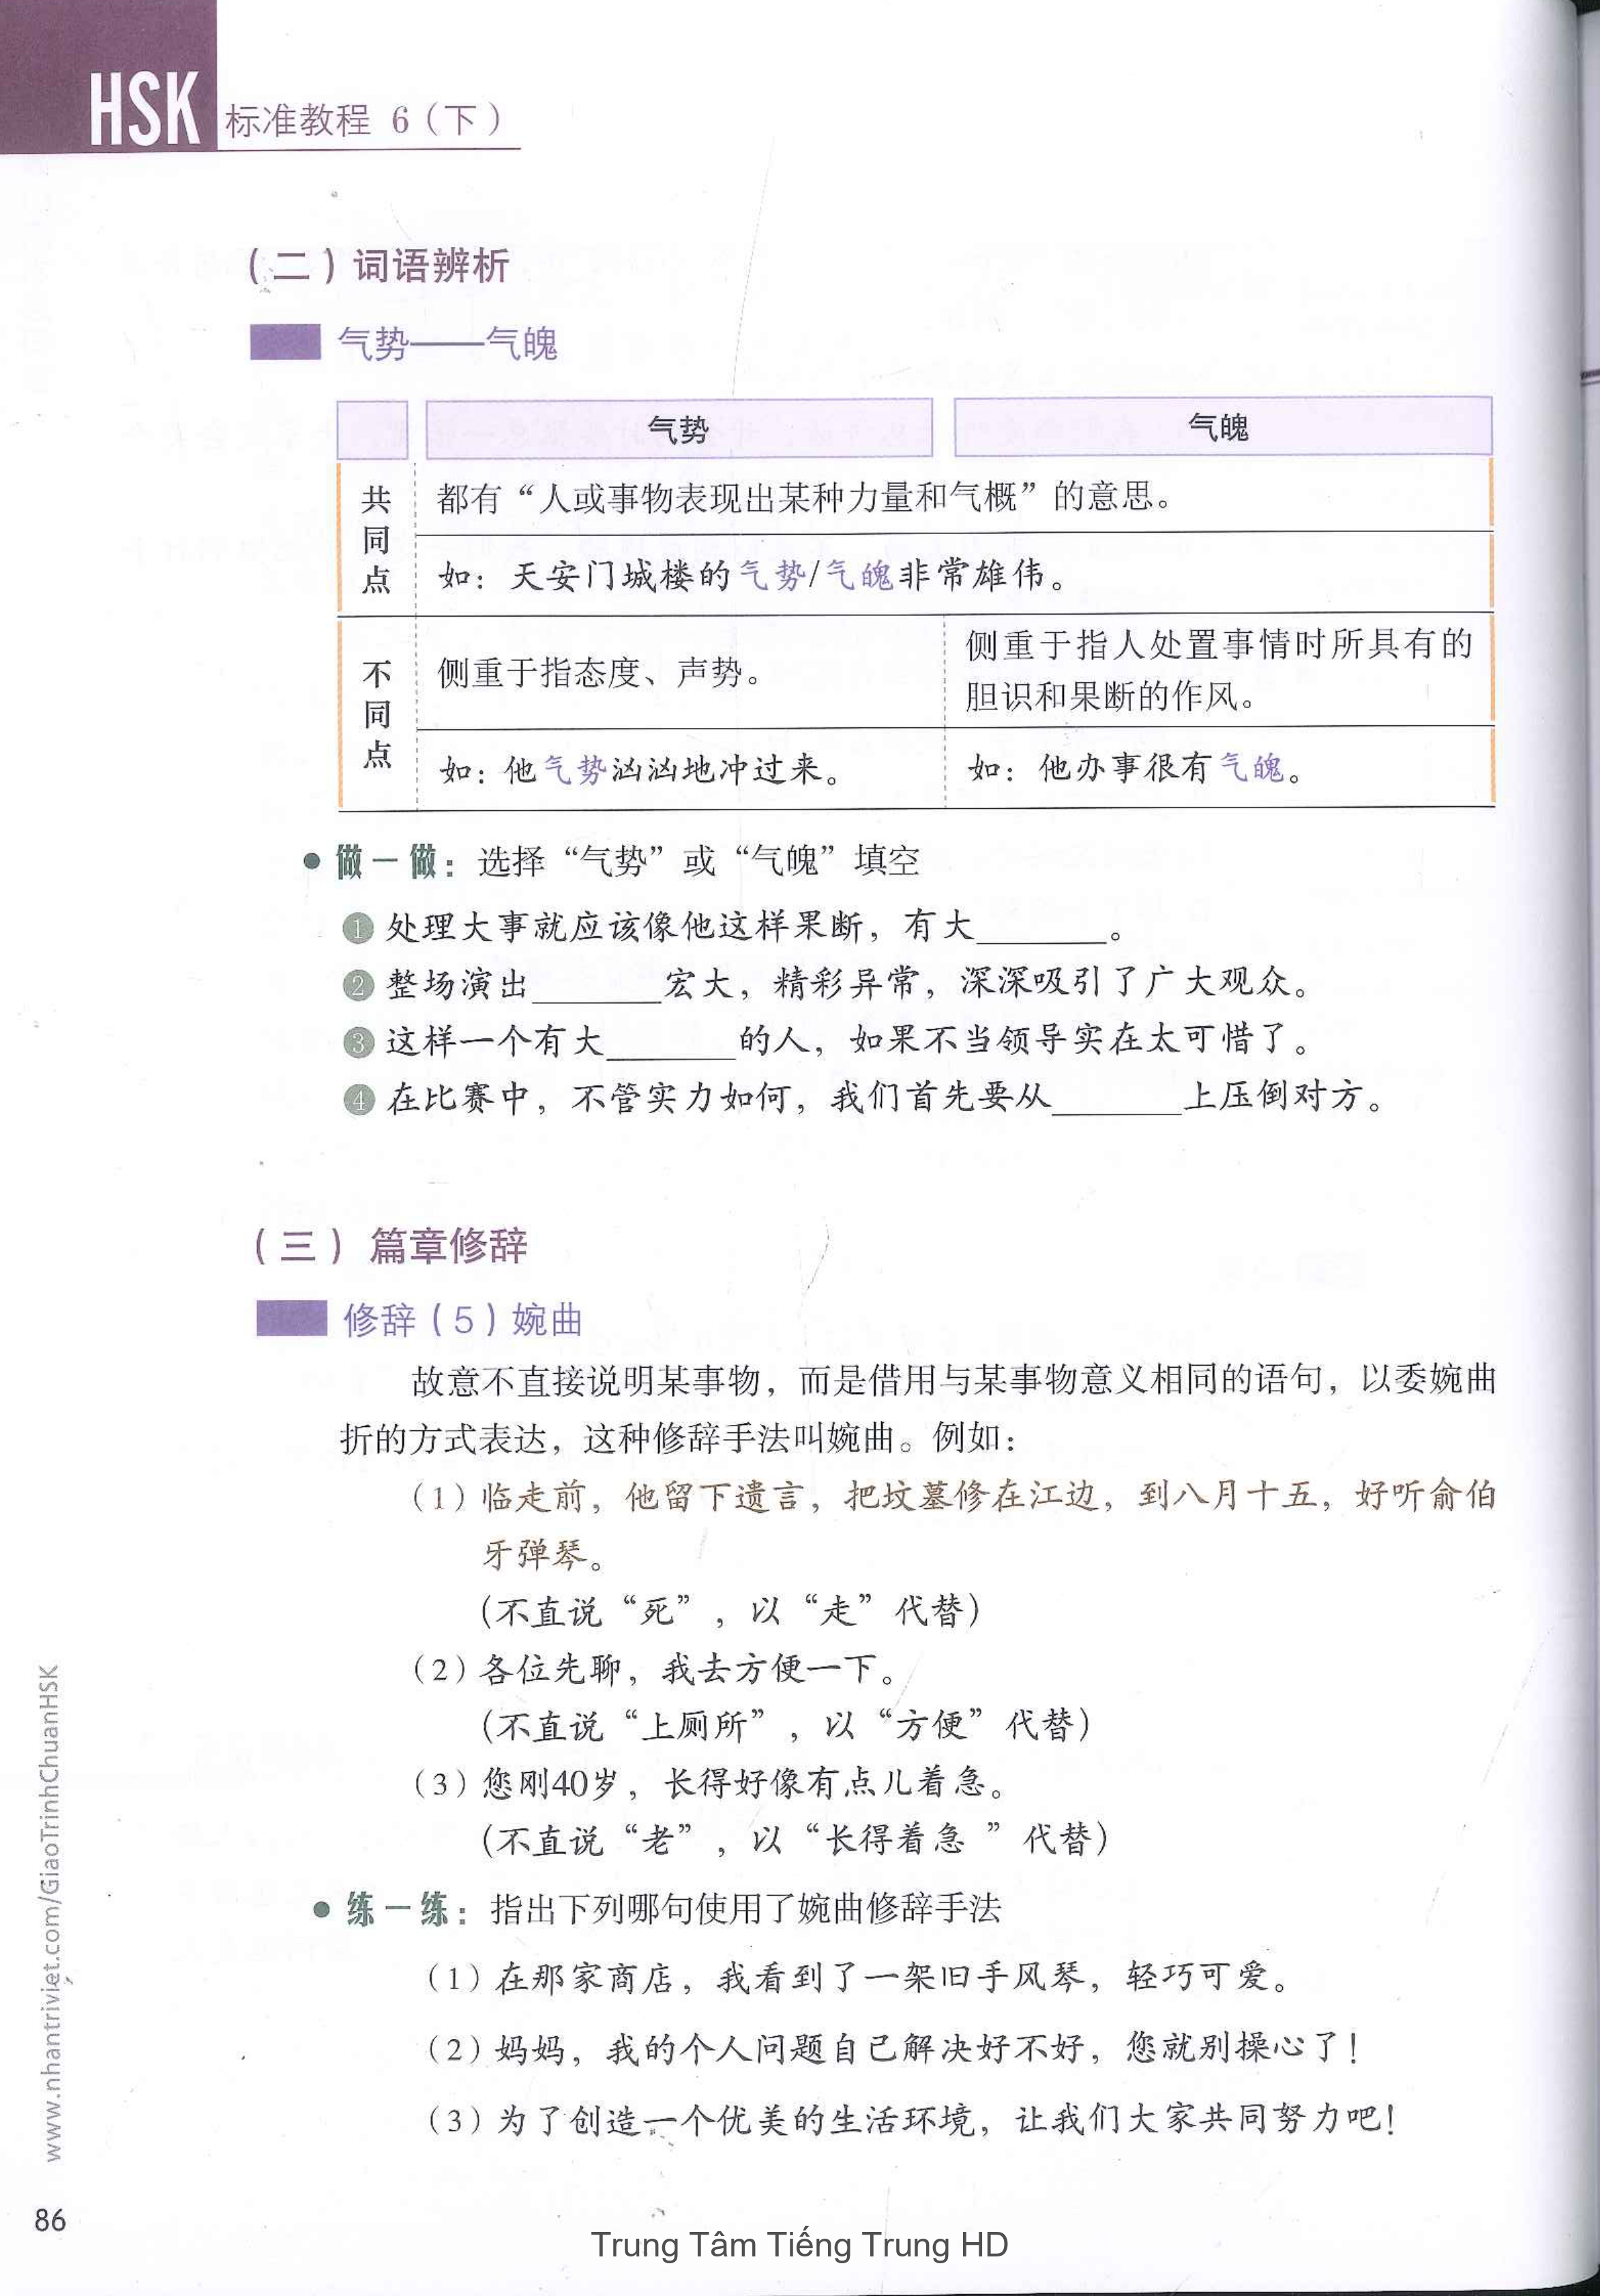 HSK 标准教程 6（下）
（二）词语辨析
气势——气魄
气势 气魄
共同点
都有“人或事物表现出某种力量和气概”的意思。
如：天安门城楼的气势/气魄非常雄伟。
不同点
侧重于指态度、声势。
侧重于指人处置事情时所具有的
胆识和果断的作风。
如：他气势汹汹地冲过来。
如：他办事很有气魄。
● 做一做：选择“气势”或“气魄”填空
1 处理大事就应该像他这样果断，有大_______。
2 整场演出_______宏大，精彩异常，深深吸引了广大观众。
3 这样一个有大_______的人，如果不当领导实在太可惜了。
4 在比赛中，不管实力如何，我们首先要从_______上压倒对方。
（三）篇章修辞
修辞（5）婉曲
故意不直接说明某事物，而是借用与某事物意义相同的语句，以委婉曲
折的方式表达，这种修辞手法叫婉曲。例如：
（1）临走前，他留下遗言，把坟墓修在江边，到八月十五，好听俞伯
牙弹琴。
（不直说“死”，以“走”代替）
（2）各位先聊，我去方便一下。
（不直说“上厕所”，以“方便”代替）
（3）您刚40岁，长得好像有点儿着急。
（不直说“老”，以“长得着急 ”代替）
● 练一练：指出下列哪句使用了婉曲修辞手法
（1）在那家商店，我看到了一架旧手风琴，轻巧可爱。
（2）妈妈，我的个人问题自己解决好不好，您就别操心了！
（3）为了创造一个优美的生活环境，让我们大家共同努力吧！
www.nhantriviet.com/GiaoTrinhChuanHSK
86
Trung Tâm Tiếng Trung HD